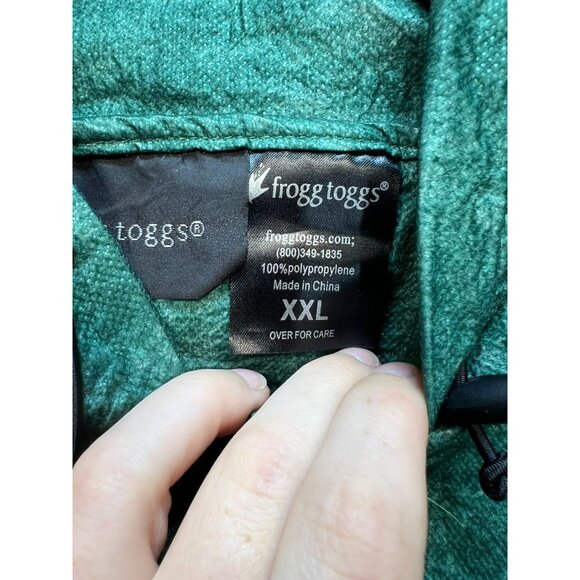 toggs®
frogg toggs®
froggtoggs.com;
(800)349-1835
100%polypropylene
Made in China
XXL
OVER FOR CARE